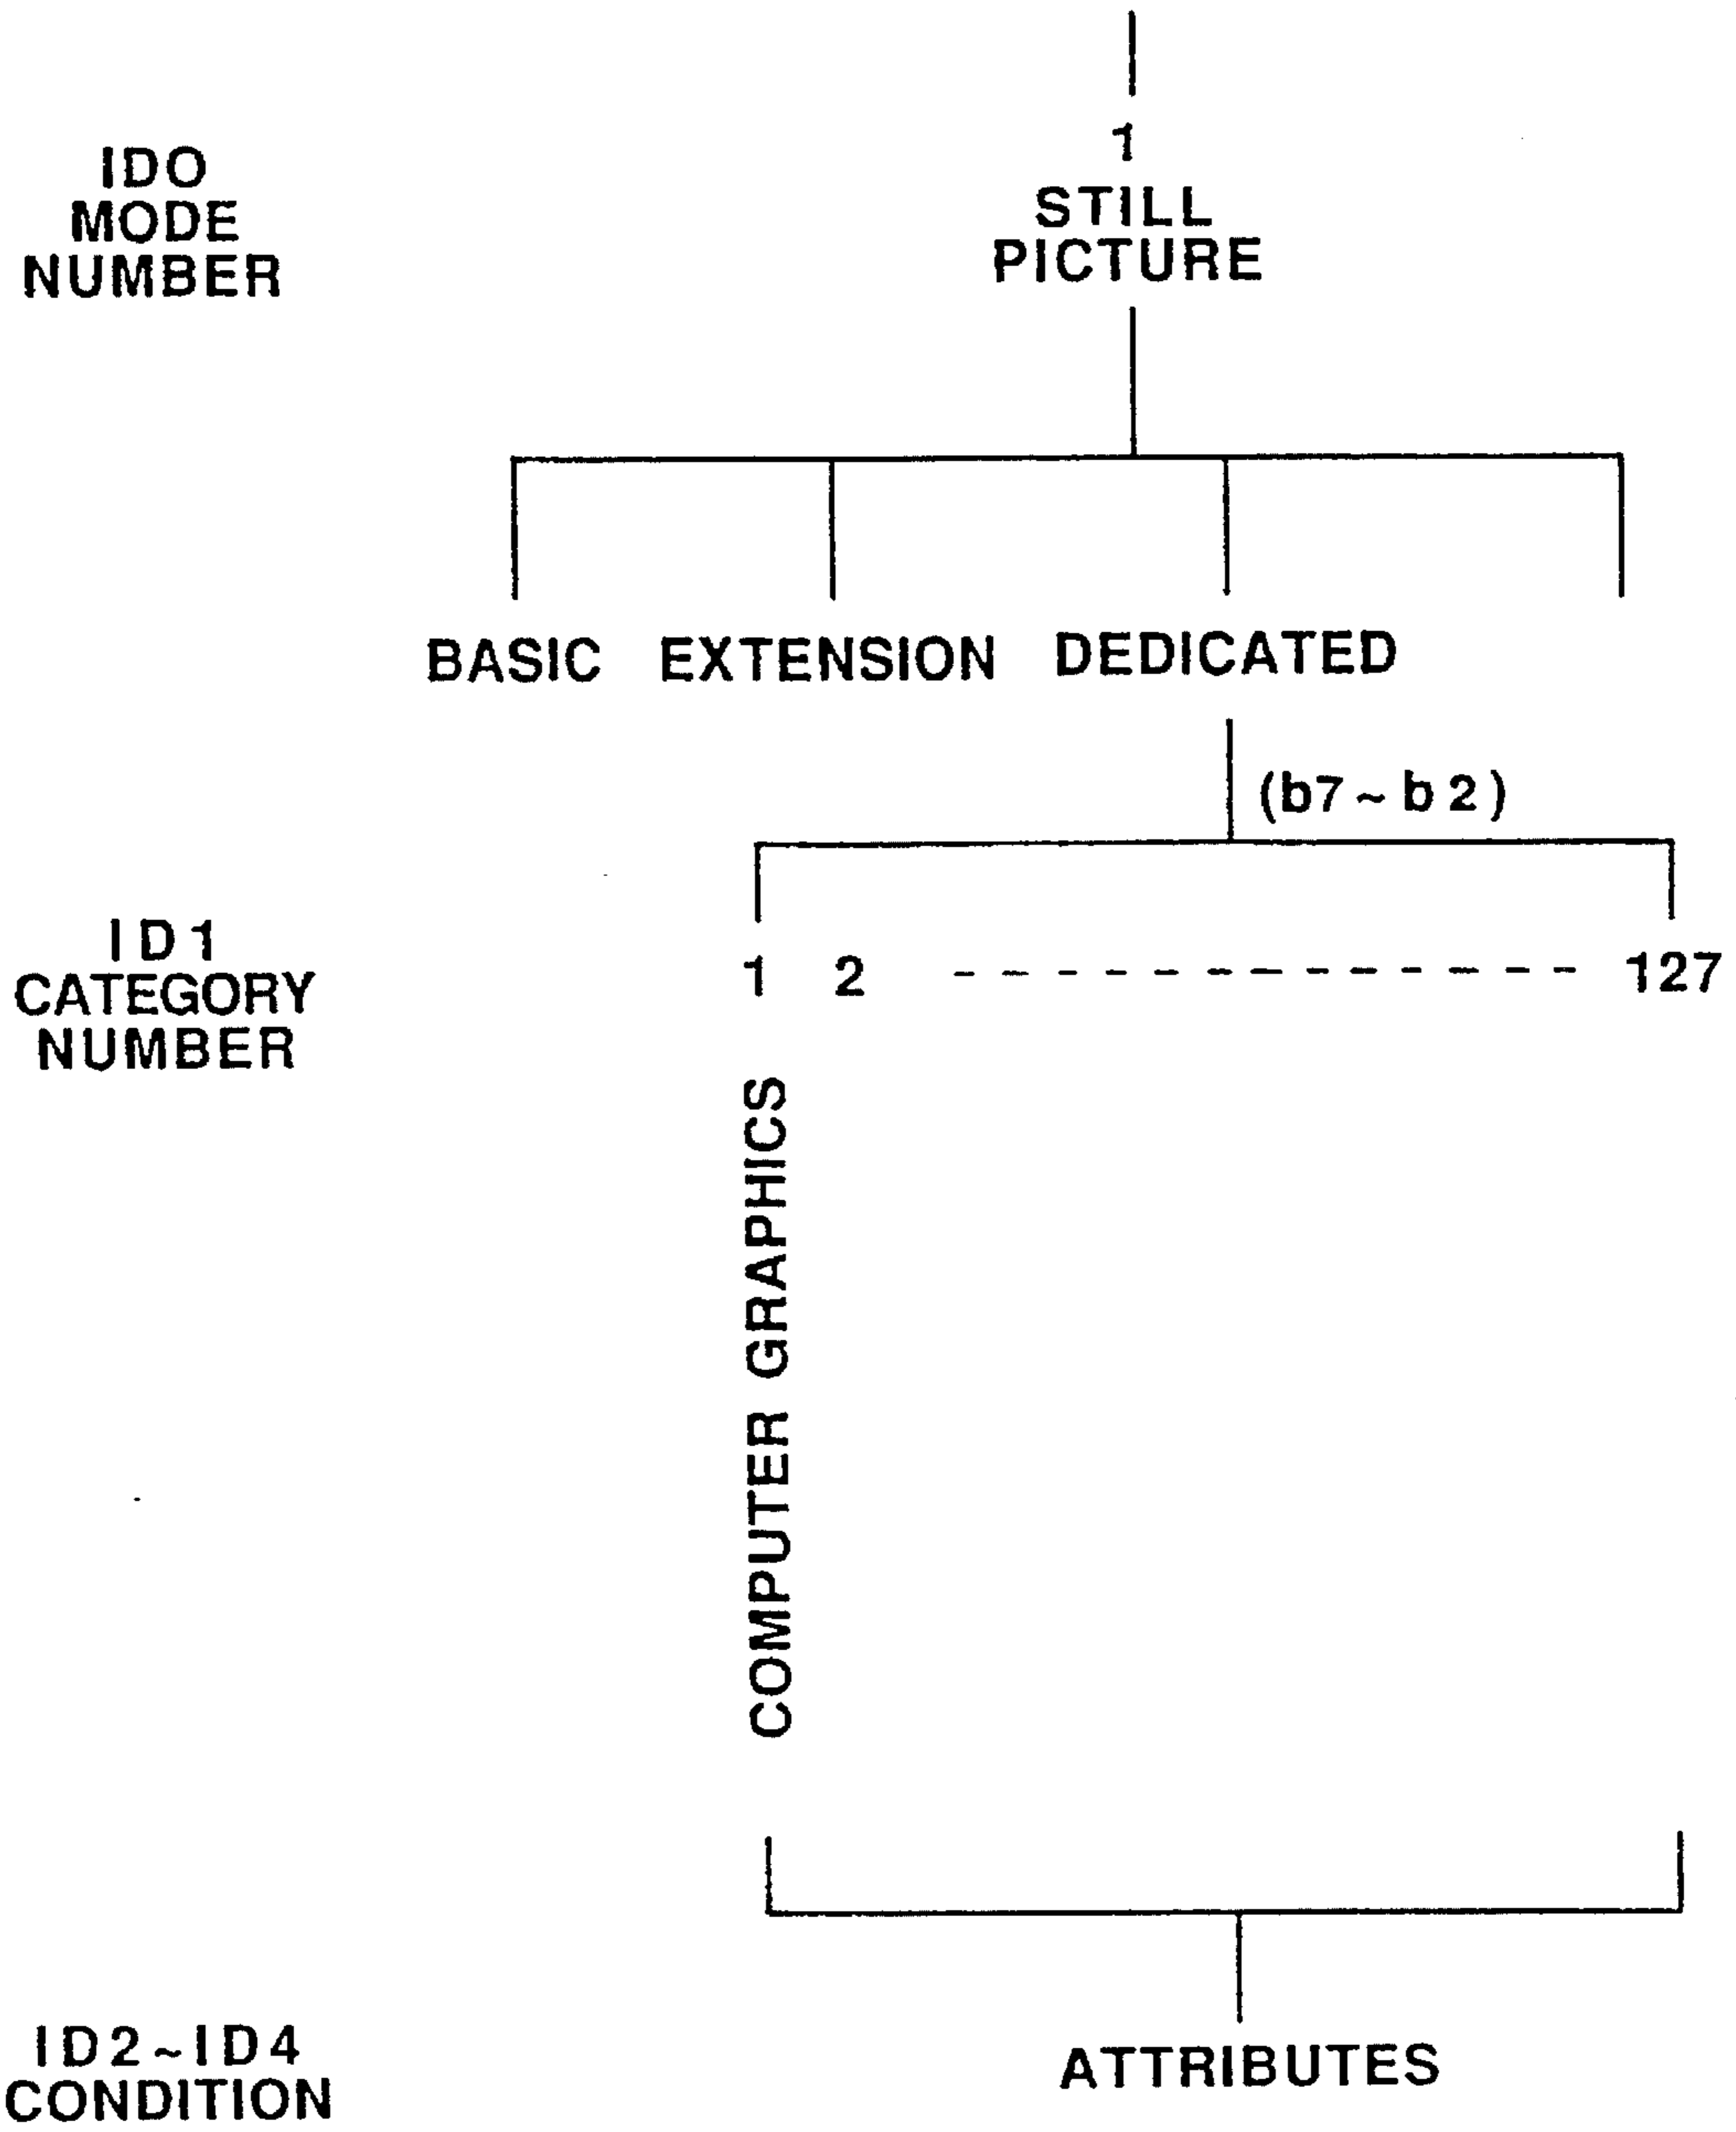 IDO
MODE
NUMBER
1
STILL
PICTURE
BASIC EXTENSION DEDICATED
(b7~b2)
ID1
CATEGORY
NUMBER
1 2 ------------- 127
COMPUTER GRAPHICS
ID2~ID4
CONDITION
ATTRIBUTES